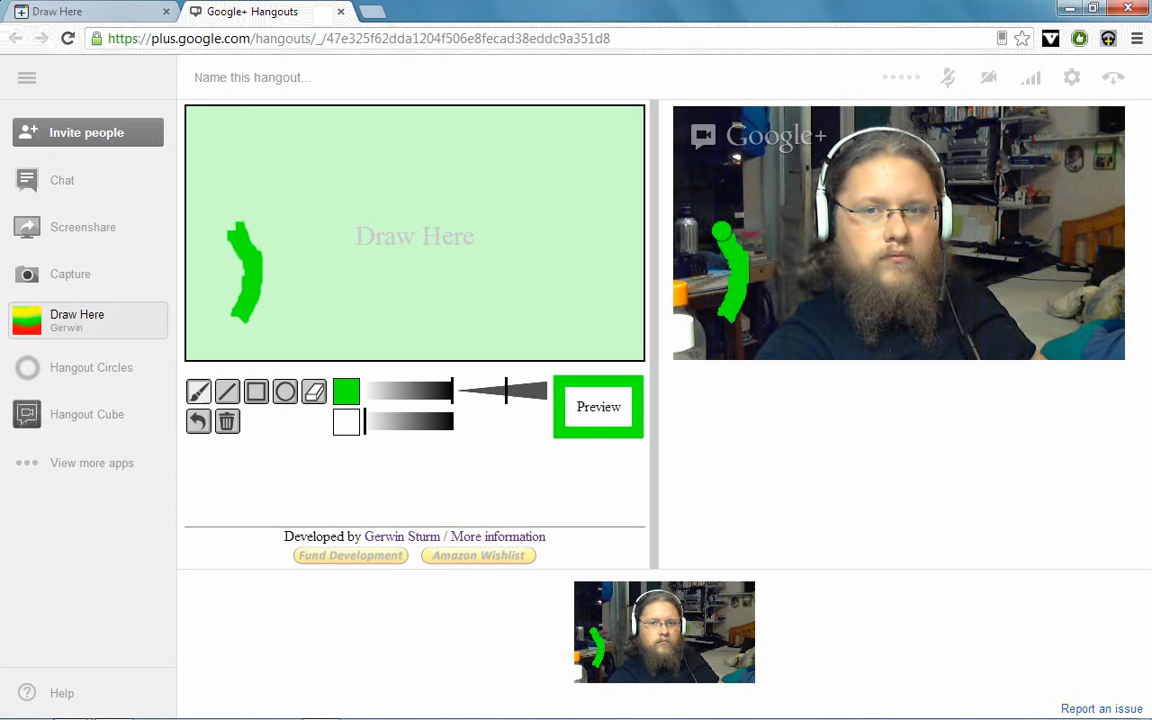 Draw Here
Google+ Hangouts
https://plus.google.com/hangouts/_/47e325f62dda1204f506e8fecad38eddc9a351d8
Name this hangout...
Invite people
Chat
Screenshare
Capture
Draw Here
Gerwin
Hangout Circles
Hangout Cube
View more apps
Help
Draw Here
Preview
Developed by Gerwin Sturm / More information
Fund Development
Amazon Wishlist
Google+
Report an issue